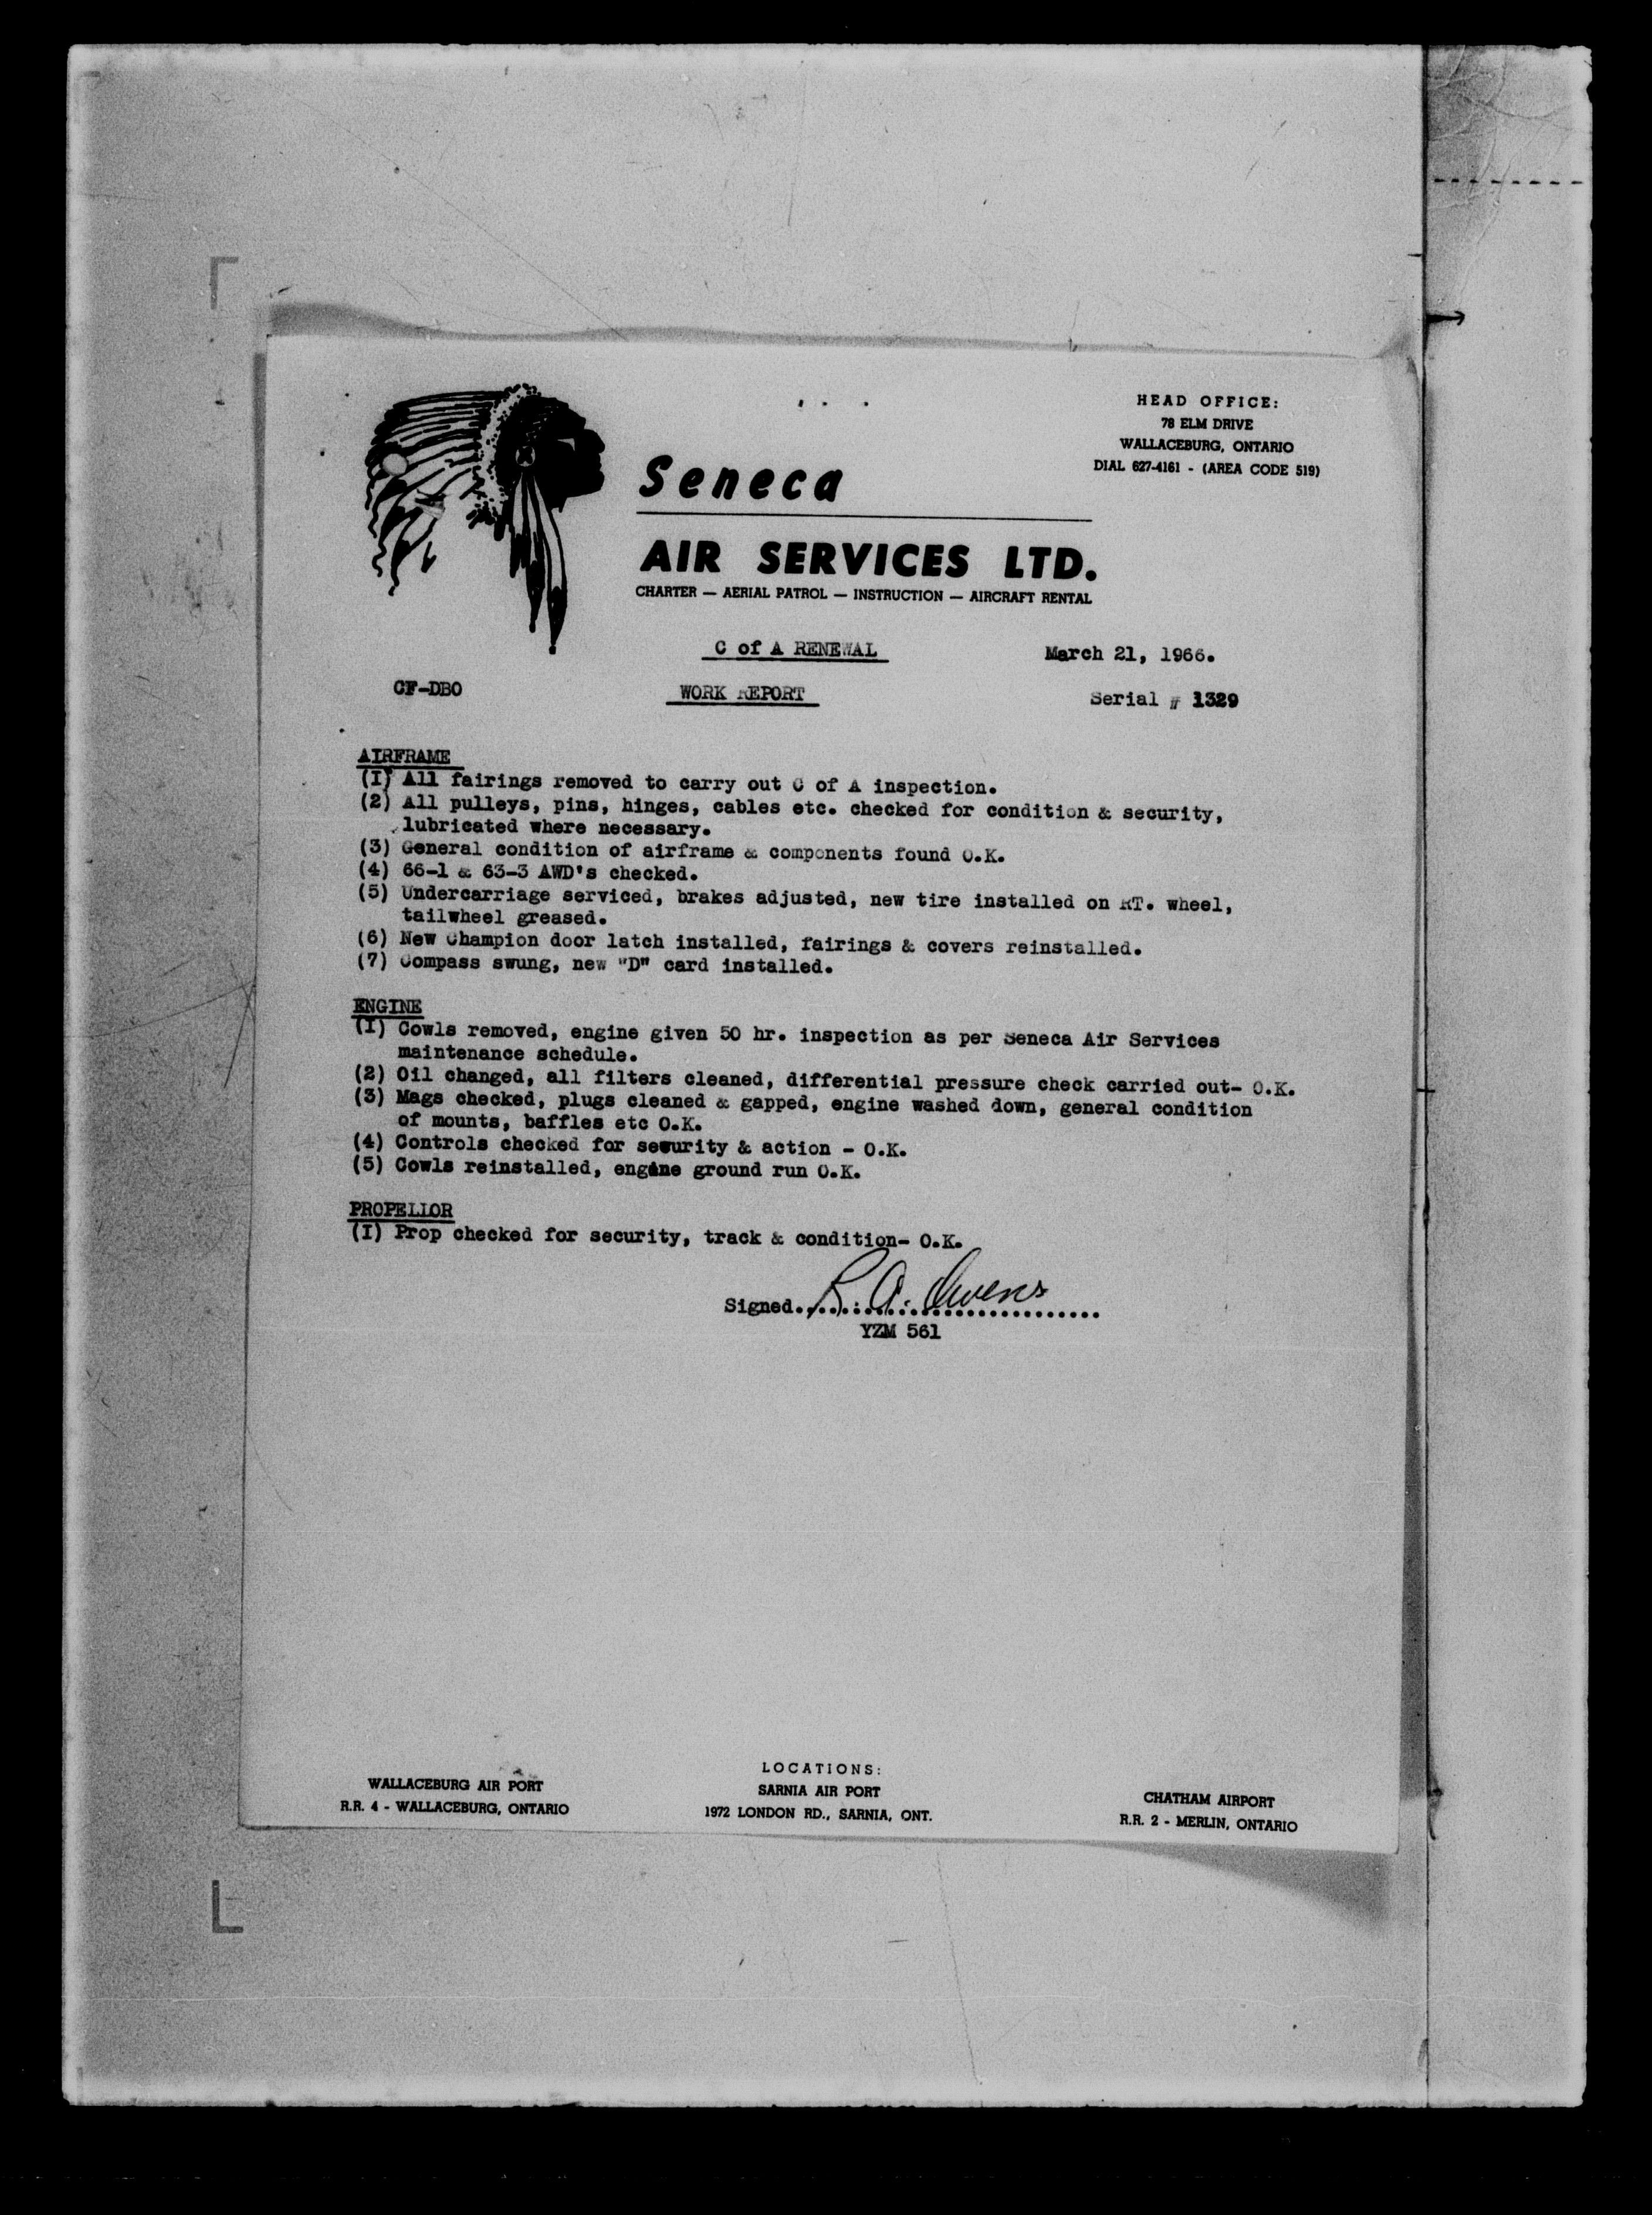 HEAD OFFICE:
78 ELM DRIVE
WALLACEBURG, ONTARIO
DIAL 627-4161 - (AREA CODE 519)
Seneca
AIR SERVICES LTD.
CHARTER — AERIAL PATROL — INSTRUCTION — AIRCRAFT RENTAL
C of A RENEWAL March 21, 1966.
CF-DBO WORK REPORT Serial # 1329
AIRFRAME
(I) All fairings removed to carry out C of A inspection.
(2) All pulleys, pins, hinges, cables etc. checked for condition & security,
lubricated where necessary.
(3) General condition of airframe & components found O.K.
(4) 66-1 & 63-3 AWD's checked.
(5) Undercarriage serviced, brakes adjusted, new tire installed on RT. wheel,
tailwheel greased.
(6) New Champion door latch installed, fairings & covers reinstalled.
(7) Compass swung, new "D" card installed.
ENGINE
(I) Cowls removed, engine given 50 hr. inspection as per Seneca Air Services
maintenance schedule.
(2) Oil changed, all filters cleaned, differential pressure check carried out- O.K.
(3) Mags checked, plugs cleaned & gapped, engine washed down, general condition
of mounts, baffles etc O.K.
(4) Controls checked for security & action - O.K.
(5) Cowls reinstalled, engine ground run O.K.
PROPELLOR
(I) Prop checked for security, track & condition- O.K.
Signed. R. A. Owens
YZM 561
LOCATIONS:
WALLACEBURG AIR PORT SARNIA AIR PORT CHATHAM AIRPORT
R.R. 4 - WALLACEBURG, ONTARIO 1972 LONDON RD., SARNIA, ONT. R.R. 2 - MERLIN, ONTARIO